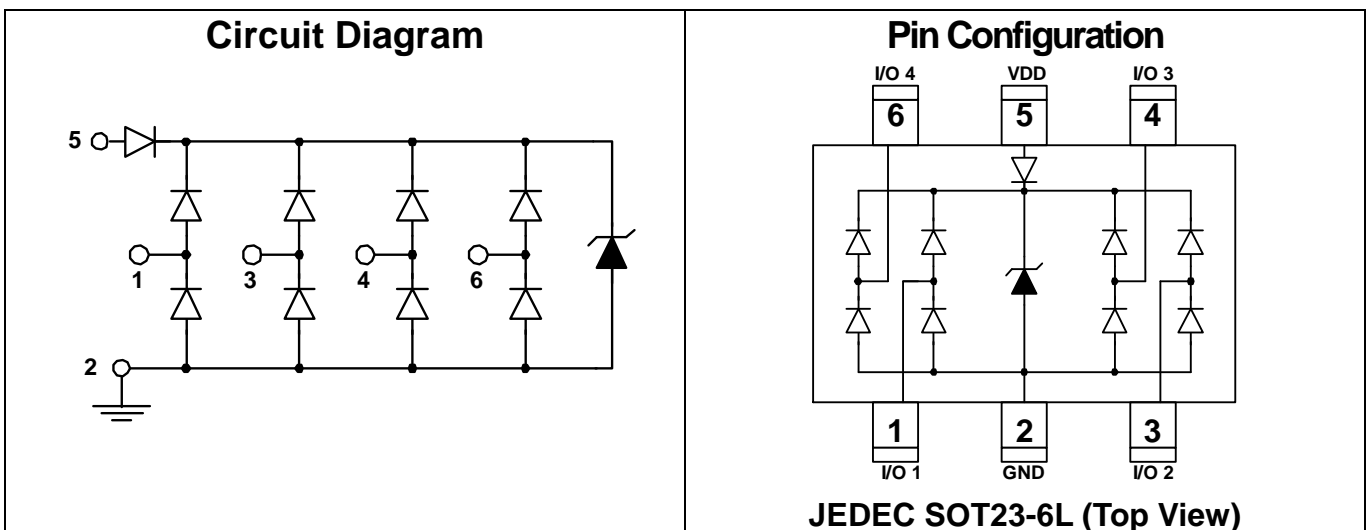 Circuit Diagram
5
1
3
4
6
2
Pin Configuration
I/O 4 VDD I/O 3
6 5 4
1 2 3
I/O 1 GND I/O 2
JEDEC SOT23-6L (Top View)